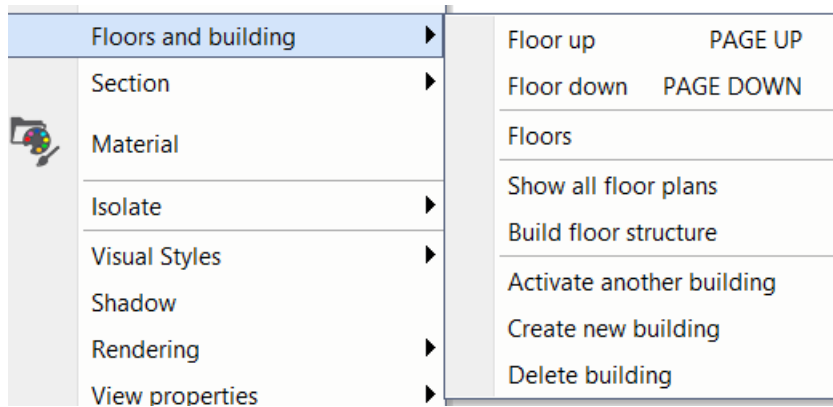 Floors and building
Section
Material
Isolate
Visual Styles
Shadow
Rendering
View properties
Floor up PAGE UP
Floor down PAGE DOWN
Floors
Show all floor plans
Build floor structure
Activate another building
Create new building
Delete building